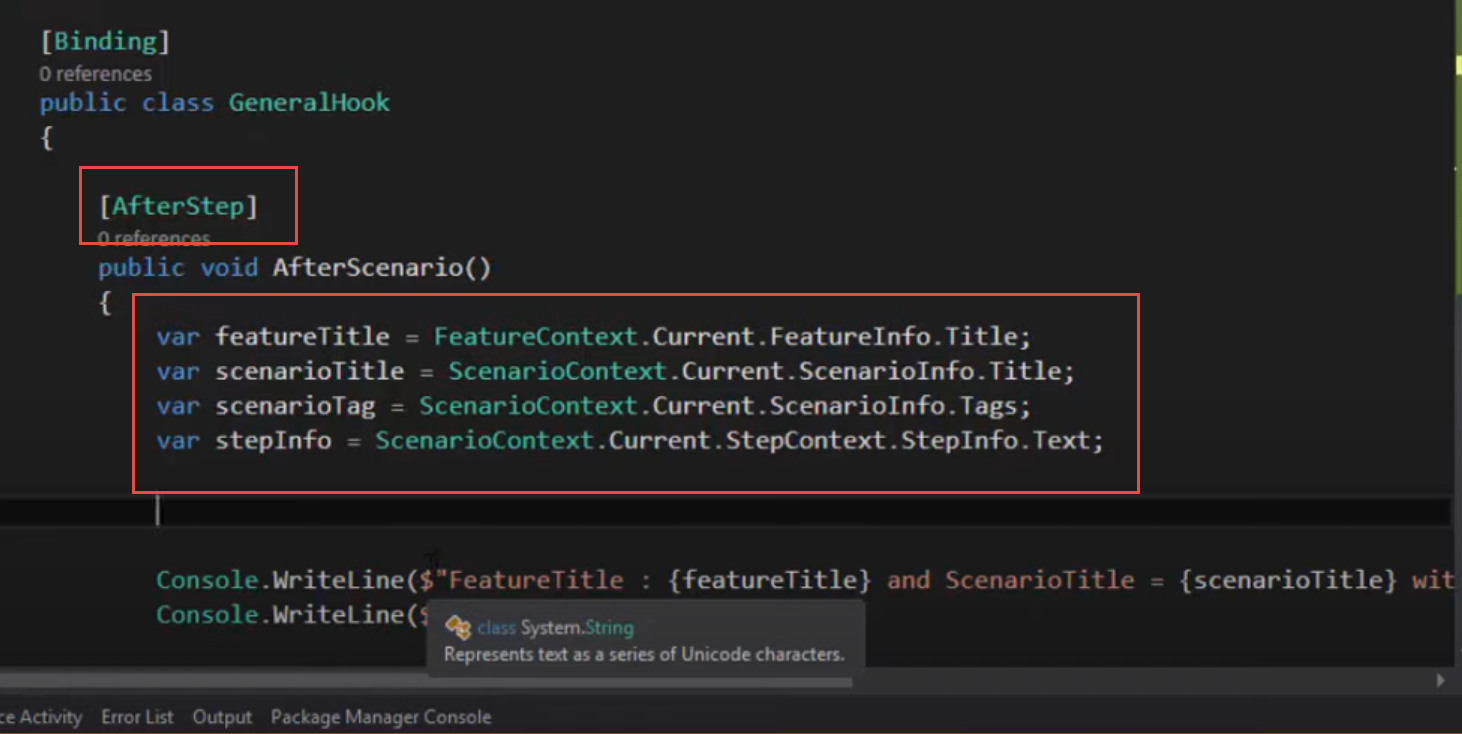 [Binding]
0 references
public class GeneralHook
{
[AfterStep]
0 references
public void AfterScenario()
{
var featureTitle = FeatureContext.Current.FeatureInfo.Title;
var scenarioTitle = ScenarioContext.Current.ScenarioInfo.Title;
var scenarioTag = ScenarioContext.Current.ScenarioInfo.Tags;
var stepInfo = ScenarioContext.Current.StepContext.StepInfo.Text;
Console.WriteLine($"FeatureTitle : {featureTitle} and ScenarioTitle = {scenarioTitle} wit
Console.WriteLine($
class System.String
Represents text as a series of Unicode characters.
ce Activity Error List Output Package Manager Console